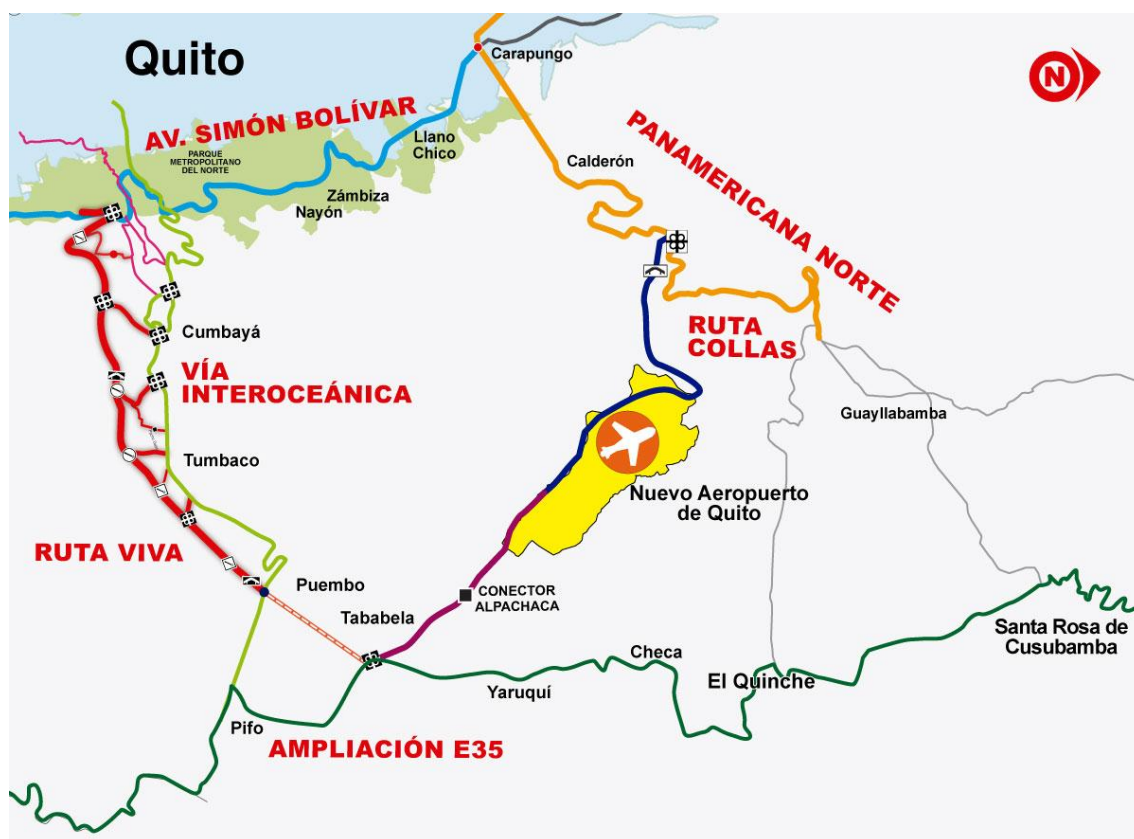 Quito
Carapungo
N
AV. SIMÓN BOLÍVAR
PANAMERICANA NORTE
PARQUE
METROPOLITANO
DEL NORTE
Llano
Chico
Calderón
Zámbiza
Nayón
Cumbayá
RUTA
COLLAS
VÍA
INTEROCEÁNICA
Guayllabamba
Tumbaco
Nuevo Aeropuerto
de Quito
RUTA VIVA
Puembo
CONECTOR
ALPACHACA
Tababela
Santa Rosa de
Cusubamba
Checa
El Quinche
Yaruquí
Pifo
AMPLIACIÓN E35